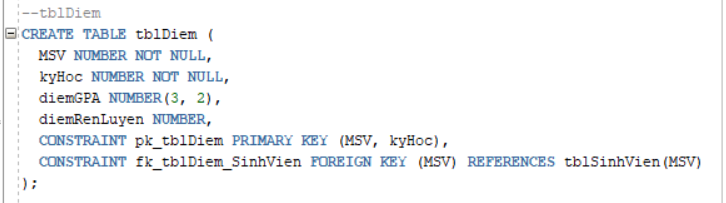 --tblDiem
CREATE TABLE tblDiem (
MSV NUMBER NOT NULL,
kyHoc NUMBER NOT NULL,
diemGPA NUMBER(3, 2),
diemRenLuyen NUMBER,
CONSTRAINT pk_tblDiem PRIMARY KEY (MSV, kyHoc),
CONSTRAINT fk_tblDiem_SinhVien FOREIGN KEY (MSV) REFERENCES tblSinhVien(MSV)
);